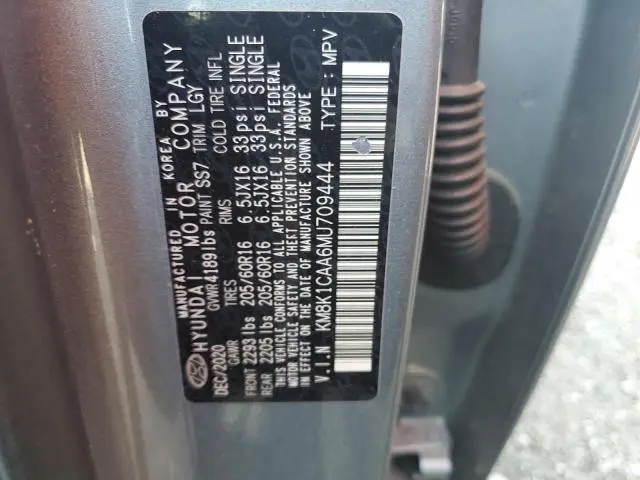 MANUFACTURED IN KOREA BY
HYUNDAI MOTOR COMPANY
DEC/2020 GVWR4189lbs PAINT SS7 TRIM LGY
GAWR TIRES RIMS COLD TIRE INFL
FRONT 2293lbs 205/60R16 6.5JX16 33psi SINGLE
REAR 2205lbs 205/60R16 6.5JX16 33psi SINGLE
THIS VEHICLE CONFORMS TO ALL APPLICABLE U.S.A. FEDERAL
MOTOR VEHICLE SAFETY AND THEFT PREVENTION STANDARDS
IN EFFECT ON THE DATE OF MANUFACTURE SHOWN ABOVE
V.I.N KM8K1CAA6MU709444 TYPE : MPV